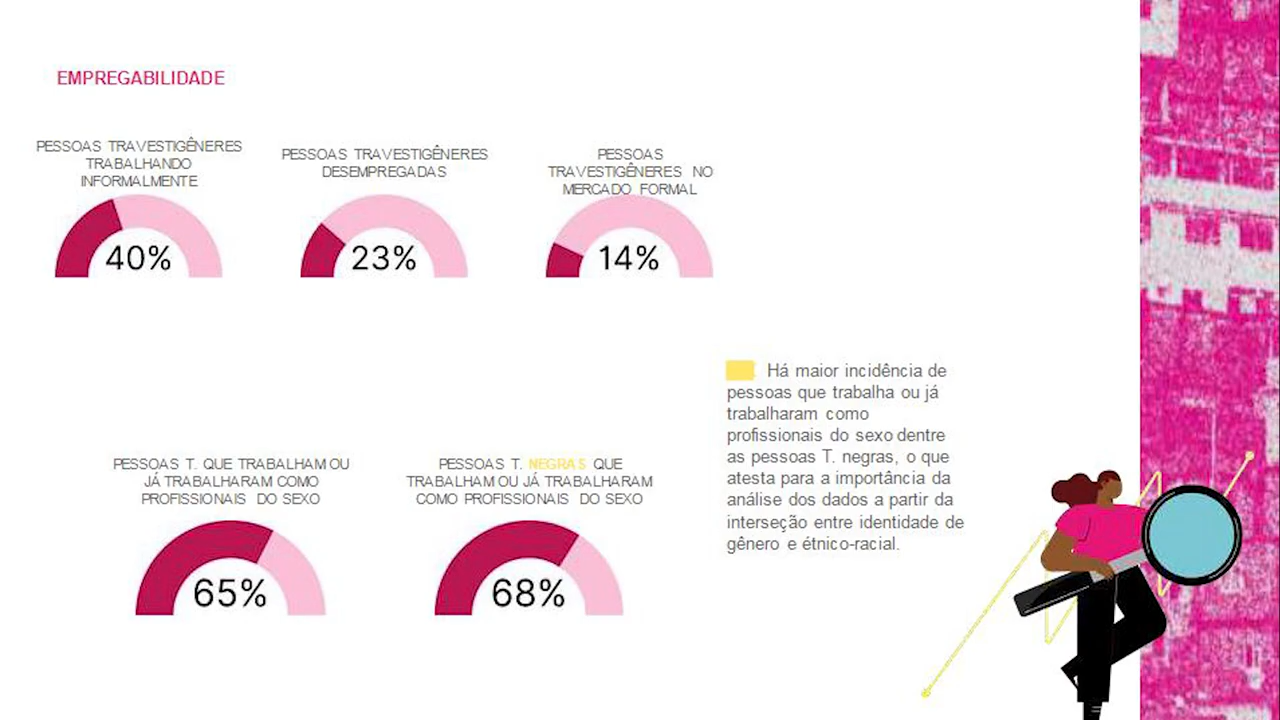 EMPREGABILIDADE
PESSOAS TRAVESTIGÊNERES
TRABALHANDO
INFORMALMENTE
40%
PESSOAS TRAVESTIGÊNERES
DESEMPREGADAS
23%
PESSOAS
TRAVESTIGÊNERES NO
MERCADO FORMAL
14%
PESSOAS T. QUE TRABALHAM OU
JÁ TRABALHARAM COMO
PROFISSIONAIS DO SEXO
65%
PESSOAS T. NEGRAS QUE
TRABALHAM OU JÁ TRABALHARAM
COMO PROFISSIONAIS DO SEXO
68%
Há maior incidência de
pessoas que trabalha ou já
trabalharam como
profissionais do sexo dentre
as pessoas T. negras, o que
atesta para a importância da
análise dos dados a partir da
interseção entre identidade de
gênero e étnico-racial.